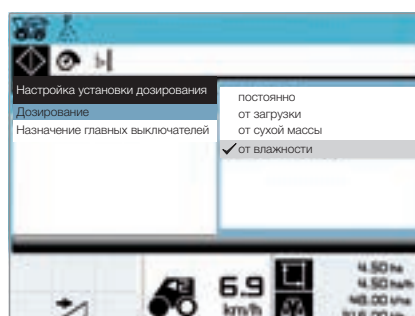 Настройка установки дозирования
Дозирование
Назначение главных выключателей
постоянно
от загрузки
от сухой массы
от влажности
6.9
km/h
4.50 ha
4.50 ha/h
48.00 l/ha